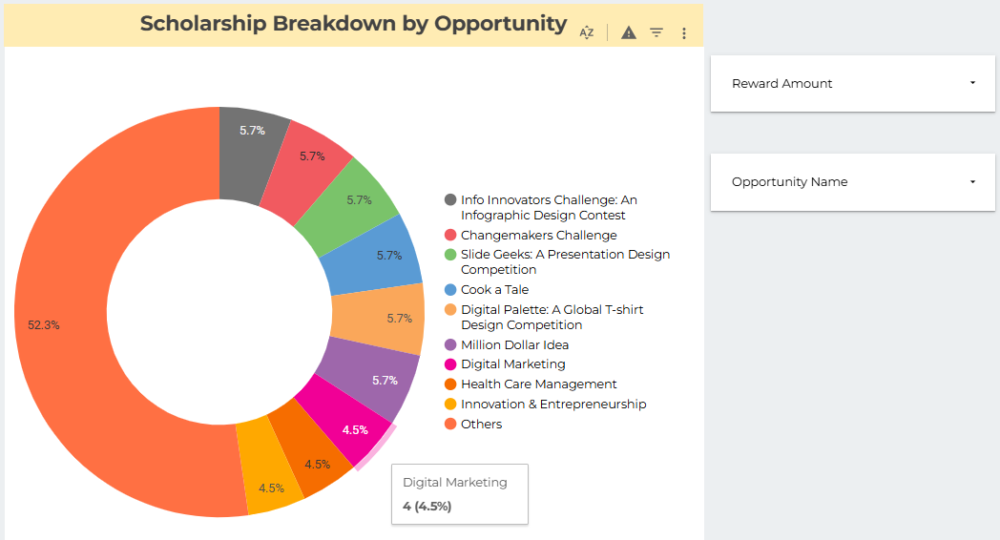 Scholarship Breakdown by Opportunity
AZ
Reward Amount
Opportunity Name
5.7%
5.7%
5.7%
5.7%
5.7%
5.7%
4.5%
4.5%
4.5%
52.3%
Info Innovators Challenge: An
Infographic Design Contest
Changemakers Challenge
Slide Geeks: A Presentation Design
Competition
Cook a Tale
Digital Palette: A Global T-shirt
Design Competition
Million Dollar Idea
Digital Marketing
Health Care Management
Innovation & Entrepreneurship
Others
Digital Marketing
4 (4.5%)